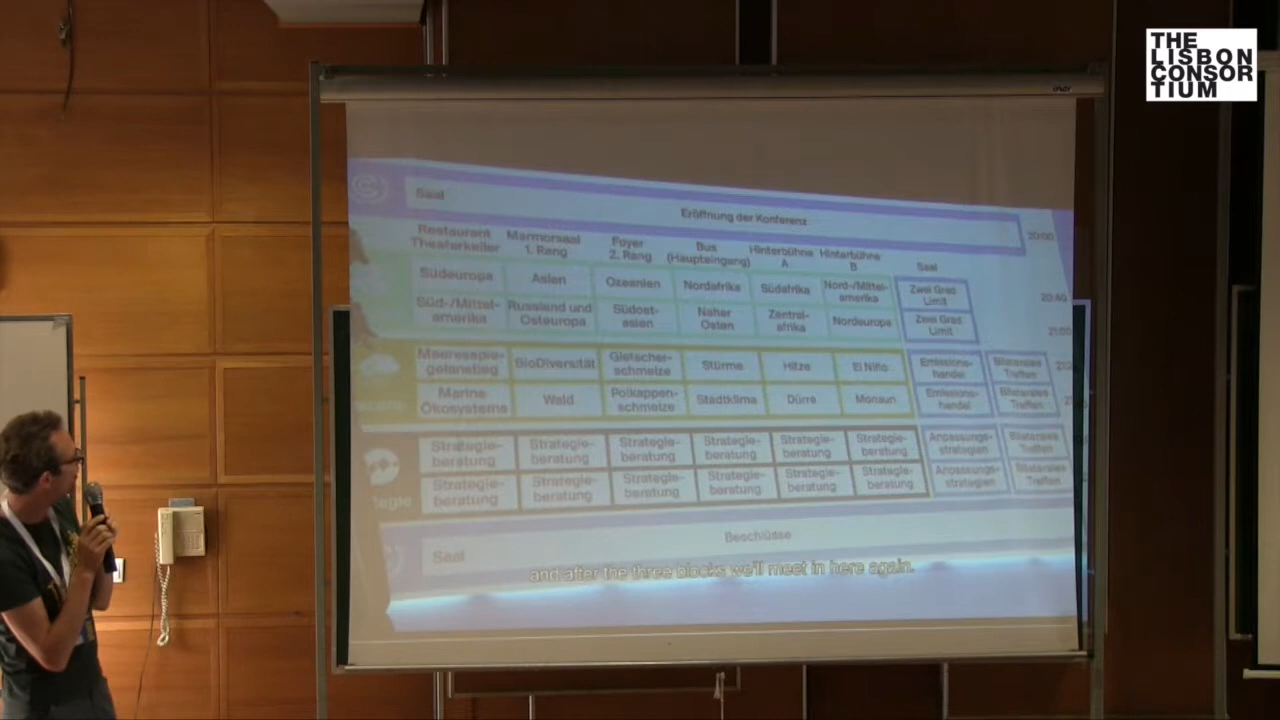 THE
LISBON
CONSOR
TIUM
Saal
Eröffnung der Konferenz
20:00
Restaurant Marmorsaal Foyer Bus Hinterbühne Hinterbühne Saal
Theaterkeller 1. Rang 2. Rang (Haupteingang) A B
Südeuropa Asien Ozeanien Nordafrika Südafrika Nord-/Mittel- Zwei Grad
amerika Limit
20:40
Süd-/Mittel- Russland und Südost- Naher Zentral- Nordeuropa Zwei Grad
amerika Osteuropa asien Osten afrika Limit
21:00
Meeresspie- BioDiversität Gletscher- Stürme Hitze El Niño Emissions- Bilaterales
gelanstieg schmelze handel Treffen
Marine Wald Polkappen- Stadtklima Dürre Monsun Emissions- Bilaterales
Ökosysteme schmelze handel Treffen
Strategie- Strategie- Strategie- Strategie- Strategie- Strategie- Anpassungs- Bilaterales
beratung beratung beratung beratung beratung beratung strategien Treffen
Strategie- Strategie- Strategie- Strategie- Strategie- Strategie- Anpassungs- Bilaterales
beratung beratung beratung beratung beratung beratung strategien Treffen
Beschlüsse
Saal
and after the three blocks we'll meet in here again.